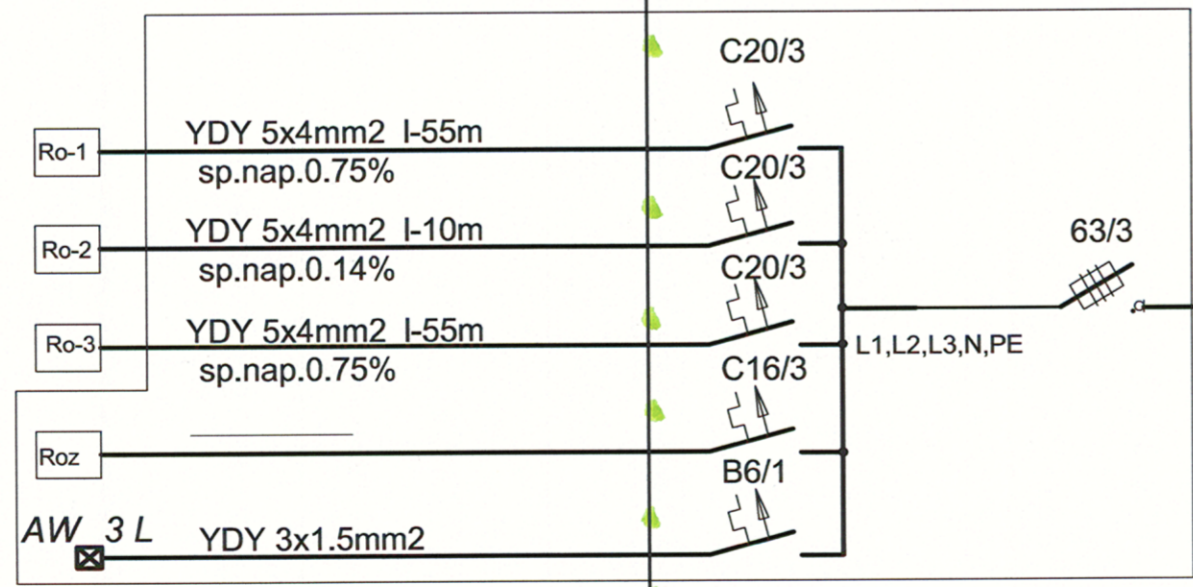 C20/3
Ro-1
YDY 5x4mm2 l-55m
sp.nap.0.75%
C20/3
Ro-2
YDY 5x4mm2 l-10m
sp.nap.0.14%
63/3
C20/3
Ro-3
YDY 5x4mm2 l-55m
sp.nap.0.75%
L1,L2,L3,N,PE
C16/3
Roz
B6/1
AW 3 L
YDY 3x1.5mm2